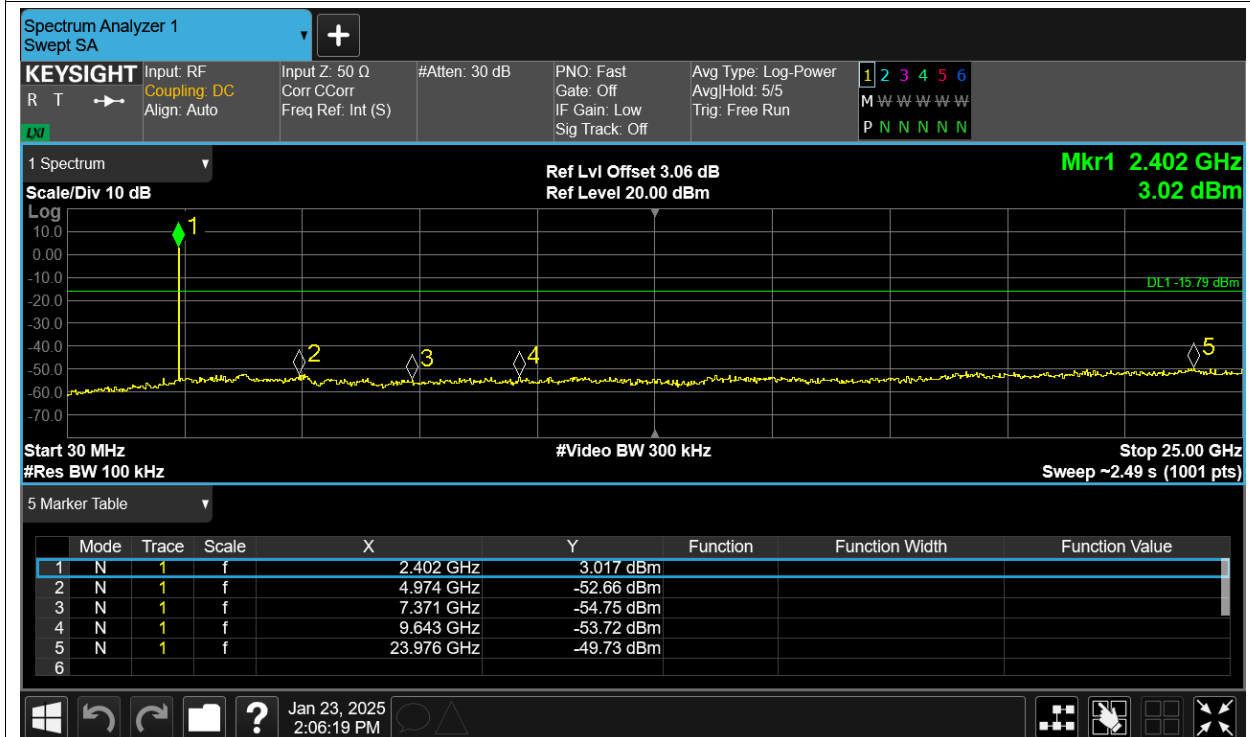 Spectrum Analyzer 1
Swept SA
+
KEYSIGHT
R T
LXI
Input: RF
Coupling: DC
Align: Auto
Input Z: 50 Ω
Corr CCorr
Freq Ref: Int (S)
#Atten: 30 dB
PNO: Fast
Gate: Off
IF Gain: Low
Sig Track: Off
Avg Type: Log-Power
Avg|Hold: 5/5
Trig: Free Run
1 2 3 4 5 6
M W W W W W
P N N N N N
1 Spectrum
Scale/Div 10 dB
Ref Lvl Offset 3.06 dB
Ref Level 20.00 dBm
Mkr1 2.402 GHz
3.02 dBm
Log
10.0
0.00
-10.0
-20.0
-30.0
-40.0
-50.0
-60.0
-70.0
1
2
3
4
5
DL1 -15.79 dBm
Start 30 MHz
#Video BW 300 kHz
Stop 25.00 GHz
#Res BW 100 kHz
Sweep ~2.49 s (1001 pts)
5 Marker Table
Mode Trace Scale X Y Function Function Width Function Value
1 N 1 f 2.402 GHz 3.017 dBm
2 N 1 f 4.974 GHz -52.66 dBm
3 N 1 f 7.371 GHz -54.75 dBm
4 N 1 f 9.643 GHz -53.72 dBm
5 N 1 f 23.976 GHz -49.73 dBm
6
?
Jan 23, 2025
2:06:19 PM